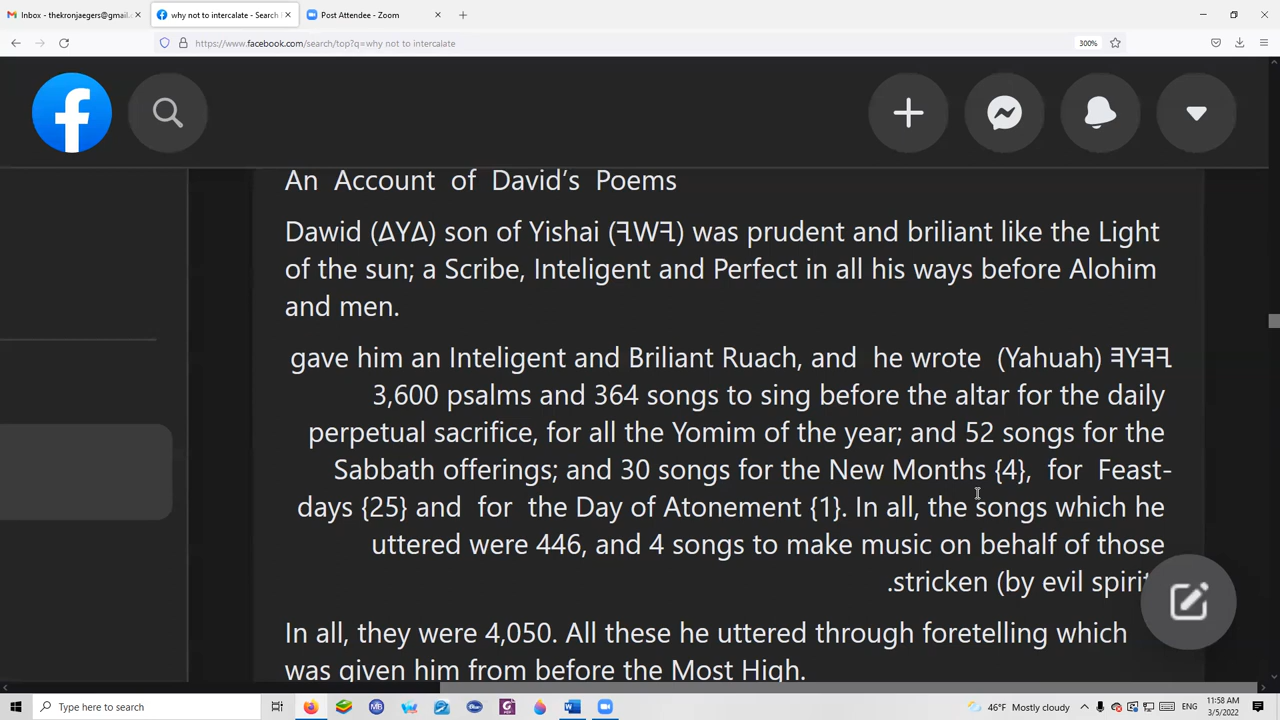 Inbox - thekronjaegers@gmail.c
why not to intercalate - Search
Post Attendee - Zoom
https://www.facebook.com/search/top?q=why not to intercalate
300%
An Account of David's Poems
Dawid (𐤃𐤅𐤃) son of Yishai (𐤉𐤔𐤉) was prudent and briliant like the Light
of the sun; a Scribe, Inteligent and Perfect in all his ways before Alohim
and men.
gave him an Inteligent and Briliant Ruach, and he wrote (Yahuah) 𐤉𐤄𐤅𐤄
3,600 psalms and 364 songs to sing before the altar for the daily
perpetual sacrifice, for all the Yomim of the year; and 52 songs for the
Sabbath offerings; and 30 songs for the New Months {4}, for Feast-
days {25} and for the Day of Atonement {1}. In all, the songs which he
uttered were 446, and 4 songs to make music on behalf of those
.stricken (by evil spirit
In all, they were 4,050. All these he uttered through foretelling which
was given him from before the Most High.
Type here to search
46°F Mostly cloudy
11:58 AM
3/5/2022